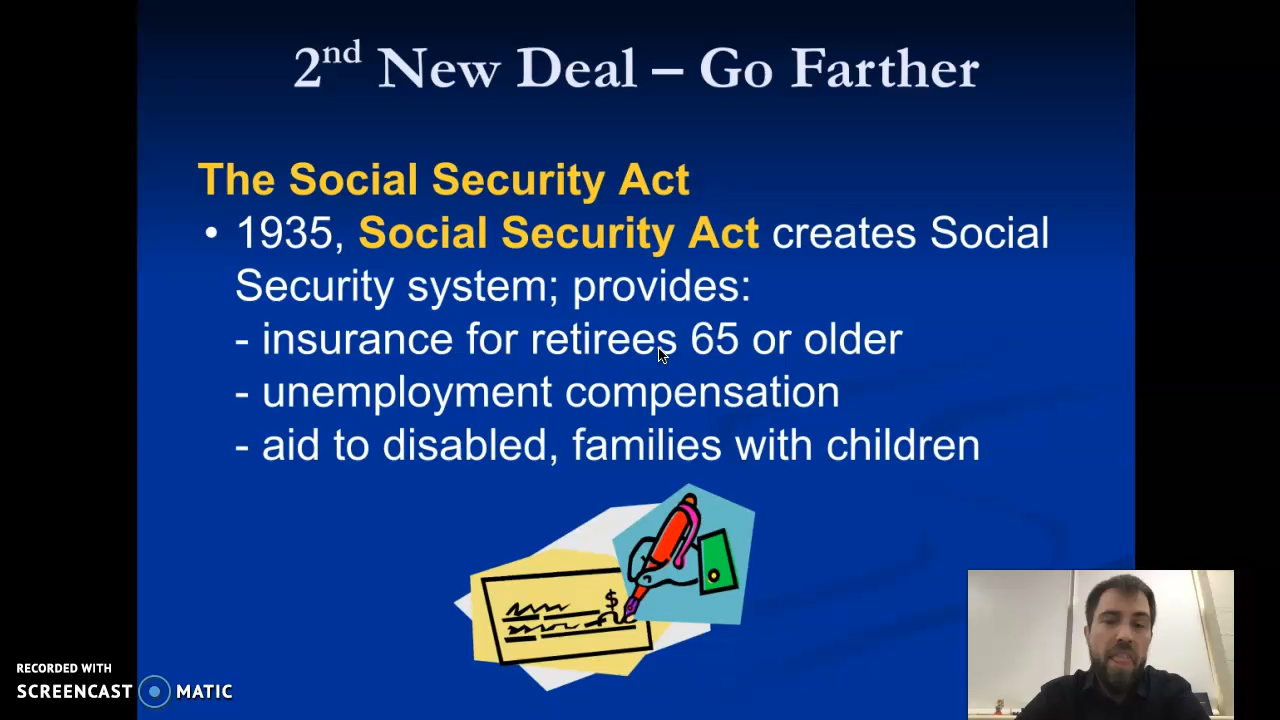 2nd New Deal – Go Farther
The Social Security Act
• 1935, Social Security Act creates Social
Security system; provides:
- insurance for retirees 65 or older
- unemployment compensation
- aid to disabled, families with children
$
RECORDED WITH
SCREENCAST MATIC